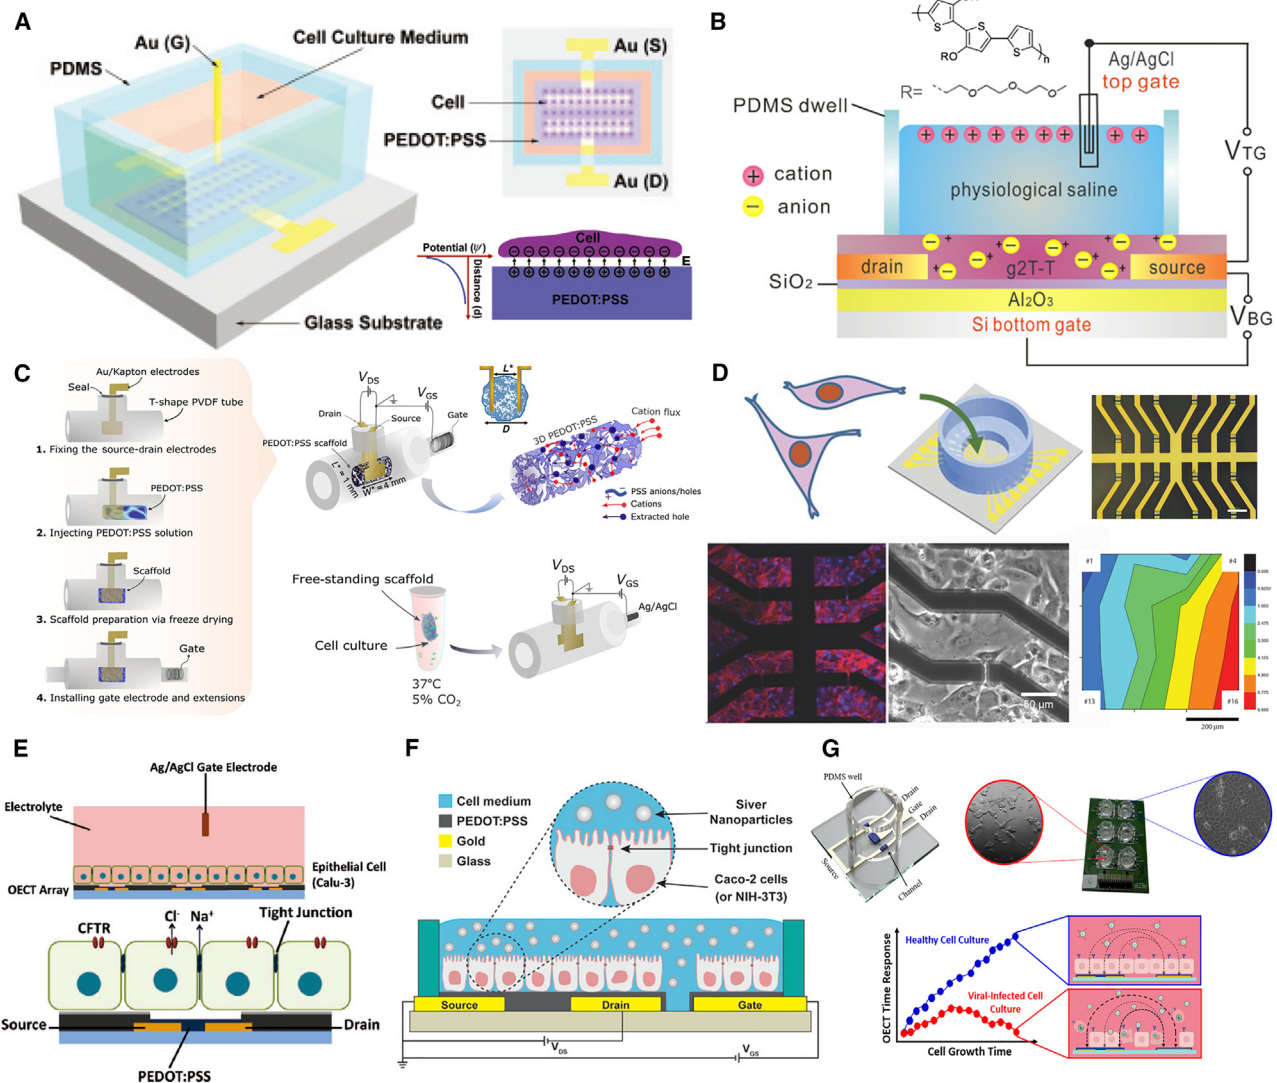 A
Au (G)
Cell Culture Medium
PDMS
Au (S)
Cell
PEDOT:PSS
Au (D)
Potential (ψ)
Distance (d)
Cell
E
PEDOT:PSS
Glass Substrate
B
RO
n
R=
O
O
O
Ag/AgCl
top gate
PDMS dwell
VTG
cation
anion
physiological saline
drain
g2T-T
source
SiO2
Al2O3
Si bottom gate
VBG
C
Au/Kapton electrodes
Seal
T-shape PVDF tube
1. Fixing the source-drain electrodes
PEDOT:PSS
2. Injecting PEDOT:PSS solution
Scaffold
3. Scaffold preparation via freeze drying
Gate
4. Installing gate electrode and extensions
VDS
VGS
Drain
Source
Gate
PEDOT:PSS scaffold
L* = 1 mm
W* = 4 mm
L*
D
3D PEDOT:PSS
Cation flux
PSS anions/holes
Cations
Extracted hole
Free-standing scaffold
Cell culture
37°C
5% CO2
VDS
VGS
Ag/AgCl
D
50 µm
#1
#4
#13
#16
200 µm
E
Ag/AgCl Gate Electrode
Electrolyte
Epithelial Cell
(Calu-3)
OECT Array
CFTR
Cl-
Na+
Tight Junction
Source
Drain
PEDOT:PSS
F
Cell medium
PEDOT:PSS
Gold
Glass
Siver
Nanoparticles
Tight junction
Caco-2 cells
(or NIH-3T3)
Source
Drain
Gate
VDS
VGS
G
PDMS well
Drain
Gate
Drain
Source
Channel
OECT Time Response
Healthy Cell Culture
Viral-Infected Cell
Culture
Cell Growth Time